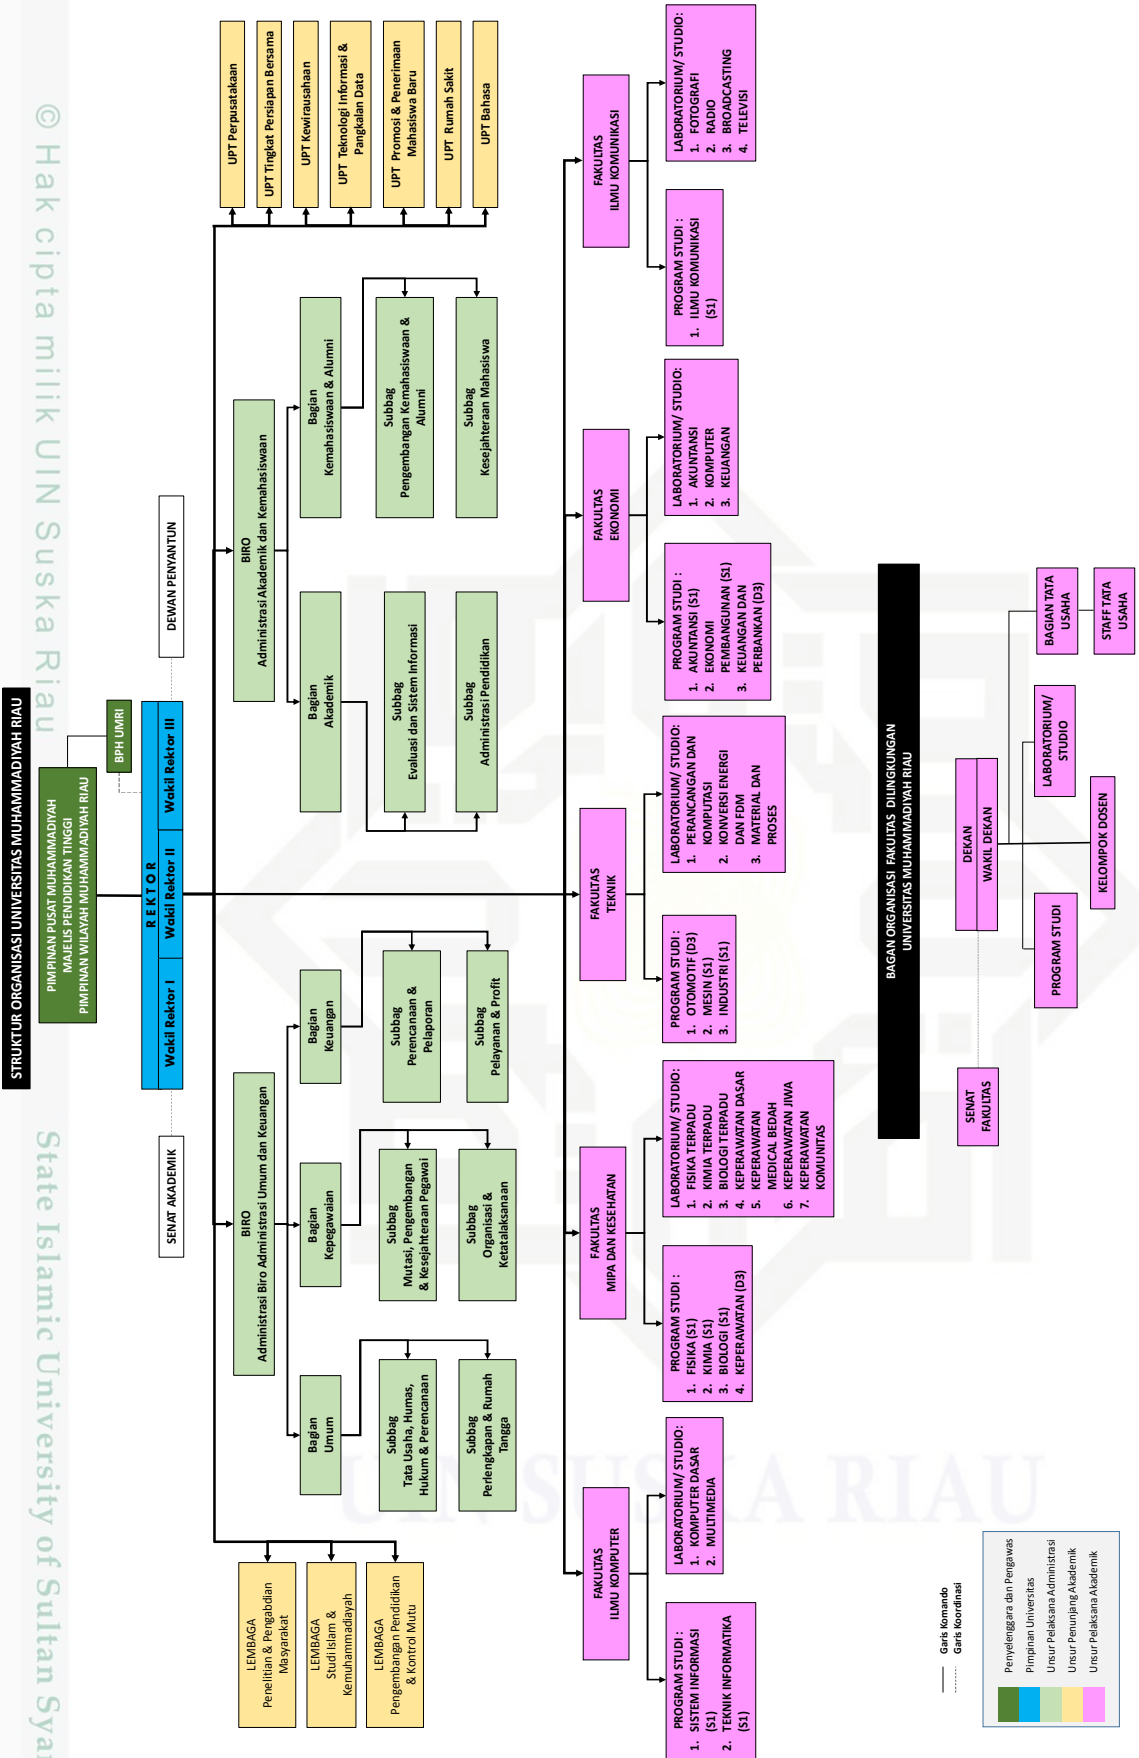 © Hak cipta milik UIN Suska Riau
State Islamic University of Sultan Syar
STRUKTUR ORGANISASI UNIVERSITAS MUHAMMADIYAH RIAU
PIMPINAN PUSAT MUHAMMADIYAH
MAJELIS PENDIDIKAN TINGGI
PIMPINAN WILAYAH MUHAMMADIYAH RIAU
BPH UMRI
REKTOR
Wakil Rektor I
Wakil Rektor II
Wakil Rektor III
SENAT AKADEMIK
DEWAN PENYANTUN
LEMBAGA
Penelitian & Pengabdian
Masyarakat
LEMBAGA
Studi Islam &
Kemuhammadiayah
LEMBAGA
Pengembangan Pendidikan
& Kontrol Mutu
BIRO
Administrasi Biro Administrasi Umum dan Keuangan
Bagian
Umum
Subbag
Tata Usaha, Humas,
Hukum & Perencanaan
Subbag
Perlengkapan & Rumah
Tangga
Bagian
Kepegawaian
Subbag
Mutasi, Pengembangan
& Kesejahteraan Pegawai
Subbag
Organisasi &
Ketatalaksanaan
Bagian
Keuangan
Subbag
Perencanaan &
Pelaporan
Subbag
Pelayanan & Profit
BIRO
Administrasi Akademik dan Kemahasiswaan
Bagian
Akademik
Subbag
Evaluasi dan Sistem Informasi
Subbag
Administrasi Pendidikan
Bagian
Kemahasiswaan & Alumni
Subbag
Pengembangan Kemahasiswaan &
Alumni
Subbag
Kesejahteraan Mahasiswa
UPT Perpusatakaan
UPT Tingkat Persiapan Bersama
UPT Kewirausahaan
UPT Teknologi Informasi &
Pangkalan Data
UPT Promosi & Penerimaan
Mahasiswa Baru
UPT Rumah Sakit
UPT Bahasa
FAKULTAS
ILMU KOMPUTER
PROGRAM STUDI :
1. SISTEM INFORMASI
(S1)
2. TEKNIK INFORMATIKA
(S1)
LABORATORIUM/ STUDIO:
1. KOMPUTER DASAR
2. MULTIMEDIA
FAKULTAS
MIPA DAN KESEHATAN
PROGRAM STUDI :
1. FISIKA (S1)
2. KIMIA (S1)
3. BIOLOGI (S1)
4. KEPERAWATAN (D3)
LABORATORIUM/ STUDIO:
1. FISIKA TERPADU
2. KIMIA TERPADU
3. BIOLOGI TERPADU
4. KEPERAWATAN DASAR
5. KEPERAWATAN
MEDICAL BEDAH
6. KEPERAWATAN JIWA
7. KEPERAWATAN
KOMUNITAS
FAKULTAS
TEKNIK
PROGRAM STUDI :
1. OTOMOTIF (D3)
2. MESIN (S1)
3. INDUSTRI (S1)
LABORATORIUM/ STUDIO:
1. PERANCANGAN DAN
KOMPUTASI
2. KONVERSI ENERGI
DAN FDM
3. MATERIAL DAN
PROSES
FAKULTAS
EKONOMI
PROGRAM STUDI :
1. AKUNTANSI (S1)
2. EKONOMI
PEMBANGUNAN (S1)
3. KEUANGAN DAN
PERBANKAN (D3)
LABORATORIUM/ STUDIO:
1. AKUNTANSI
2. KOMPUTER
3. KEUANGAN
FAKULTAS
ILMU KOMUNIKASI
PROGRAM STUDI :
1. ILMU KOMUNIKASI
(S1)
LABORATORIUM/ STUDIO:
1. FOTOGRAFI
2. RADIO
3. BROADCASTING
4. TELEVISI
BAGAN ORGANISASI FAKULTAS DILINGKUNGAN
UNIVERSITAS MUHAMMADIYAH RIAU
SENAT
FAKULTAS
DEKAN
WAKIL DEKAN
PROGRAM STUDI
LABORATORIUM/
STUDIO
KELOMPOK DOSEN
BAGIAN TATA
USAHA
STAFF TATA
USAHA
Garis Komando
Garis Koordinasi
Penyelenggara dan Pengawas
Pimpinan Universitas
Unsur Pelaksana Administrasi
Unsur Penunjang Akademik
Unsur Pelaksana Akademik
UIN SUSKA RIAU